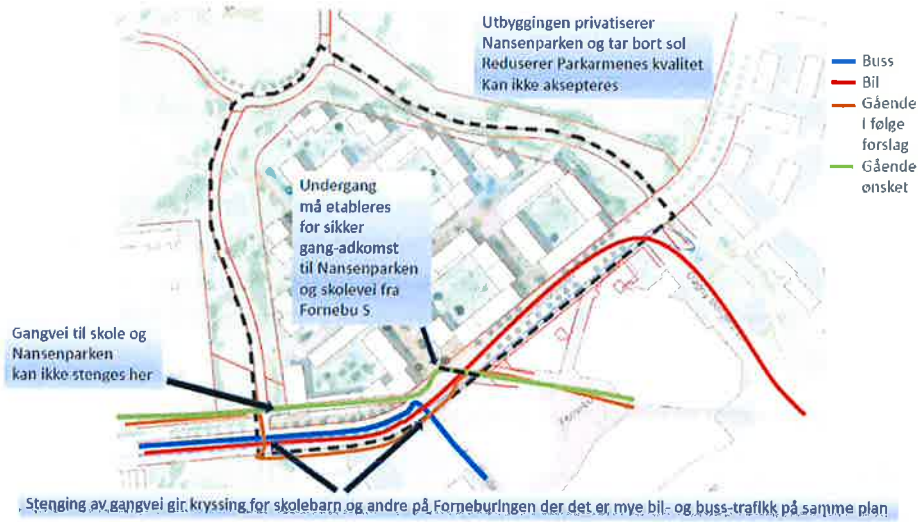 Utbyggingen privatiserer
Nansenparken og tar bort sol
Reduserer Parkarmenes kvalitet
Kan ikke aksepteres
Buss
Bil
Gående
I følge
forslag
Gående
ønsket
Undergang
må etableres
for sikker
gang-adkomst
til Nansenparken
og skolevei fra
Fornebu S
Gangvei til skole og
Nansenparken
kan ikke stenges her
Stenging av gangvei gir kryssing for skolebarn og andre på Forneburingen der det er mye bil- og buss-trafikk på samme plan